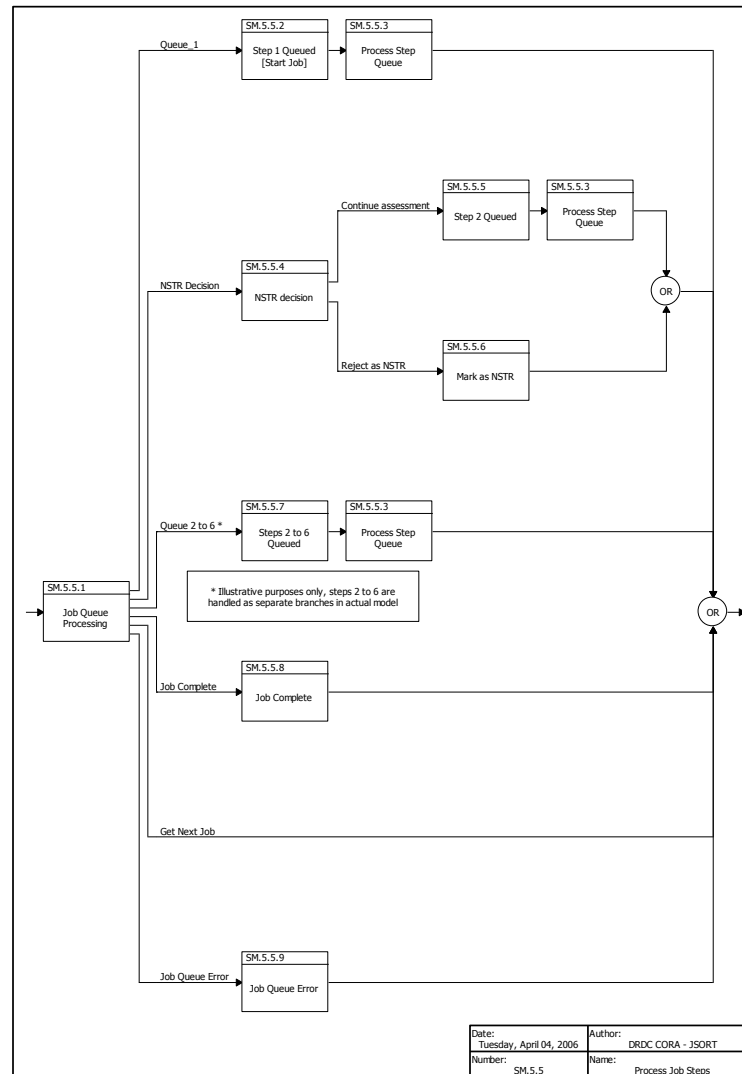 SM.5.5.2
SM.5.5.3
Queue_1
Step 1 Queued
[Start Job]
Process Step
Queue
SM.5.5.5
SM.5.5.3
Continue assessment
Step 2 Queued
Process Step
Queue
SM.5.5.4
NSTR Decision
NSTR decision
OR
SM.5.5.6
Reject as NSTR
Mark as NSTR
SM.5.5.7
SM.5.5.3
Queue 2 to 6 *
Steps 2 to 6
Queued
Process Step
Queue
* Illustrative purposes only, steps 2 to 6 are
handled as separate branches in actual model
SM.5.5.1
Job Queue
Processing
OR
SM.5.5.8
Job Complete
Job Complete
Get Next Job
SM.5.5.9
Job Queue Error
Job Queue Error
Date:
Tuesday, April 04, 2006
Author:
DRDC CORA - JSORT
Number:
SM.5.5
Name:
Process Job Steps